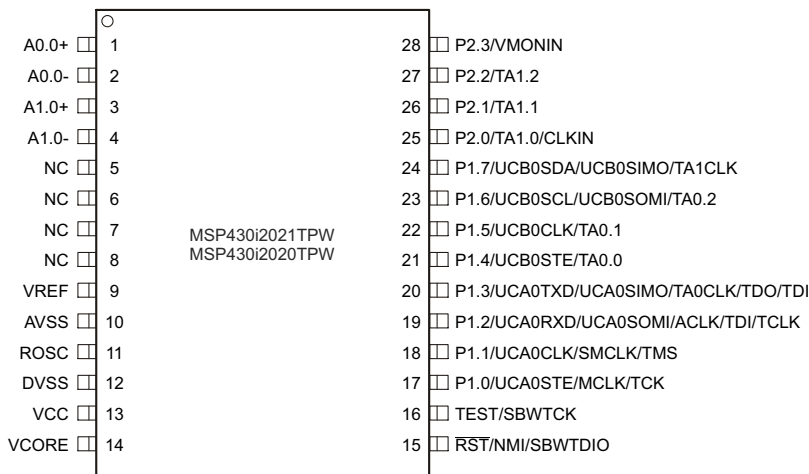 A0.0+ 1
A0.0- 2
A1.0+ 3
A1.0- 4
NC 5
NC 6
NC 7
NC 8
VREF 9
AVSS 10
ROSC 11
DVSS 12
VCC 13
VCORE 14
MSP430i2021TPW
MSP430i2020TPW
28 P2.3/VMONIN
27 P2.2/TA1.2
26 P2.1/TA1.1
25 P2.0/TA1.0/CLKIN
24 P1.7/UCB0SDA/UCB0SIMO/TA1CLK
23 P1.6/UCB0SCL/UCB0SOMI/TA0.2
22 P1.5/UCB0CLK/TA0.1
21 P1.4/UCB0STE/TA0.0
20 P1.3/UCA0TXD/UCA0SIMO/TA0CLK/TDO/TDI
19 P1.2/UCA0RXD/UCA0SOMI/ACLK/TDI/TCLK
18 P1.1/UCA0CLK/SMCLK/TMS
17 P1.0/UCA0STE/MCLK/TCK
16 TEST/SBWTCK
15 R̅S̅T̅/NMI/SBWTDIO